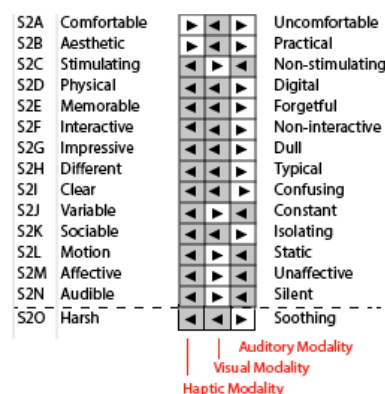 S2A Comfortable Uncomfortable
S2B Aesthetic Practical
S2C Stimulating Non-stimulating
S2D Physical Digital
S2E Memorable Forgetful
S2F Interactive Non-interactive
S2G Impressive Dull
S2H Different Typical
S2I Clear Confusing
S2J Variable Constant
S2K Sociable Isolating
S2L Motion Static
S2M Affective Unaffective
S2N Audible Silent
S2O Harsh Soothing
Auditory Modality
Visual Modality
Haptic Modality